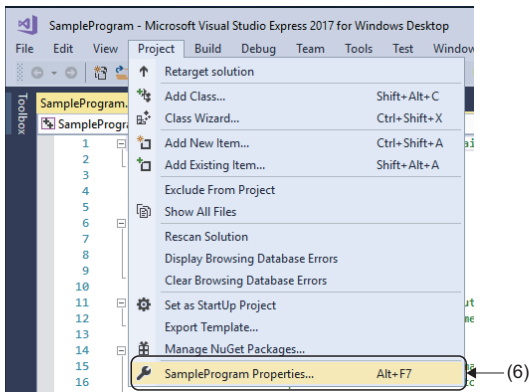 SampleProgram - Microsoft Visual Studio Express 2017 for Windows Desktop
File Edit View Project Build Debug Team Tools Test Window
Toolbox
SampleProgram.
Retarget solution
Add Class... Shift+Alt+C
Class Wizard... Ctrl+Shift+X
Add New Item... Ctrl+Shift+A
Add Existing Item... Shift+Alt+A
Exclude From Project
Show All Files
Rescan Solution
Display Browsing Database Errors
Clear Browsing Database Errors
Set as StartUp Project
Export Template...
Manage NuGet Packages...
SampleProgram Properties... Alt+F7
(6)
1
2
3
4
5
6
7
8
9
10
11
12
13
14
15
16